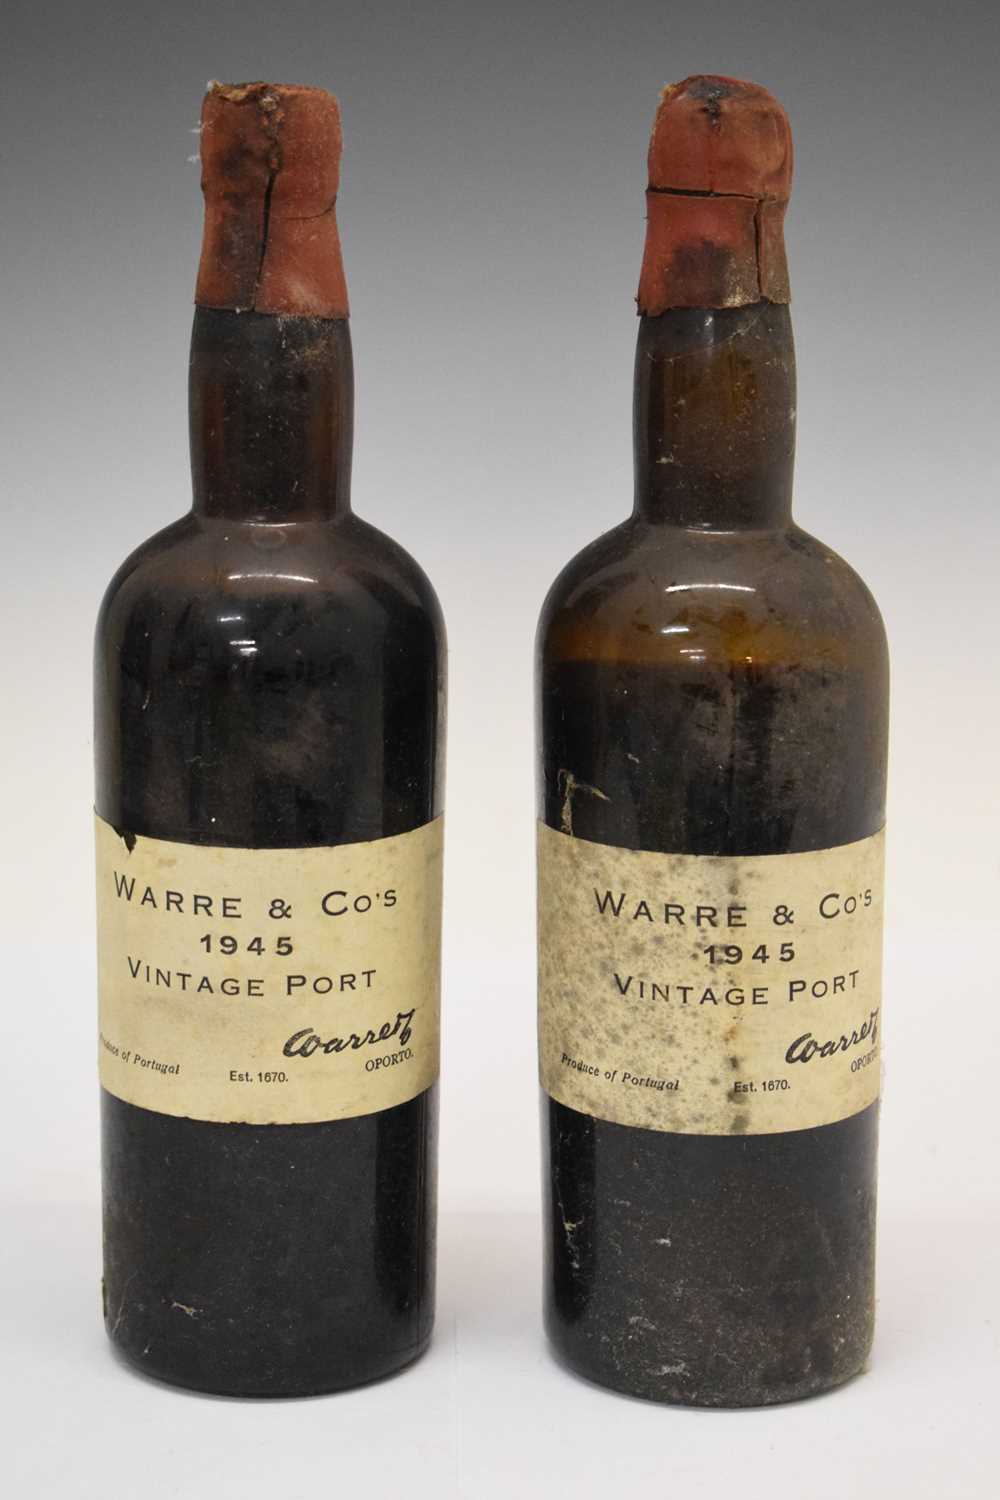 WARRE & CO'S
1945
VINTAGE PORT
Warre
OPORTO.
Produce of Portugal
Est. 1670.
WARRE & CO'S
1945
VINTAGE PORT
Warre
OPORTO.
Produce of Portugal
Est. 1670.